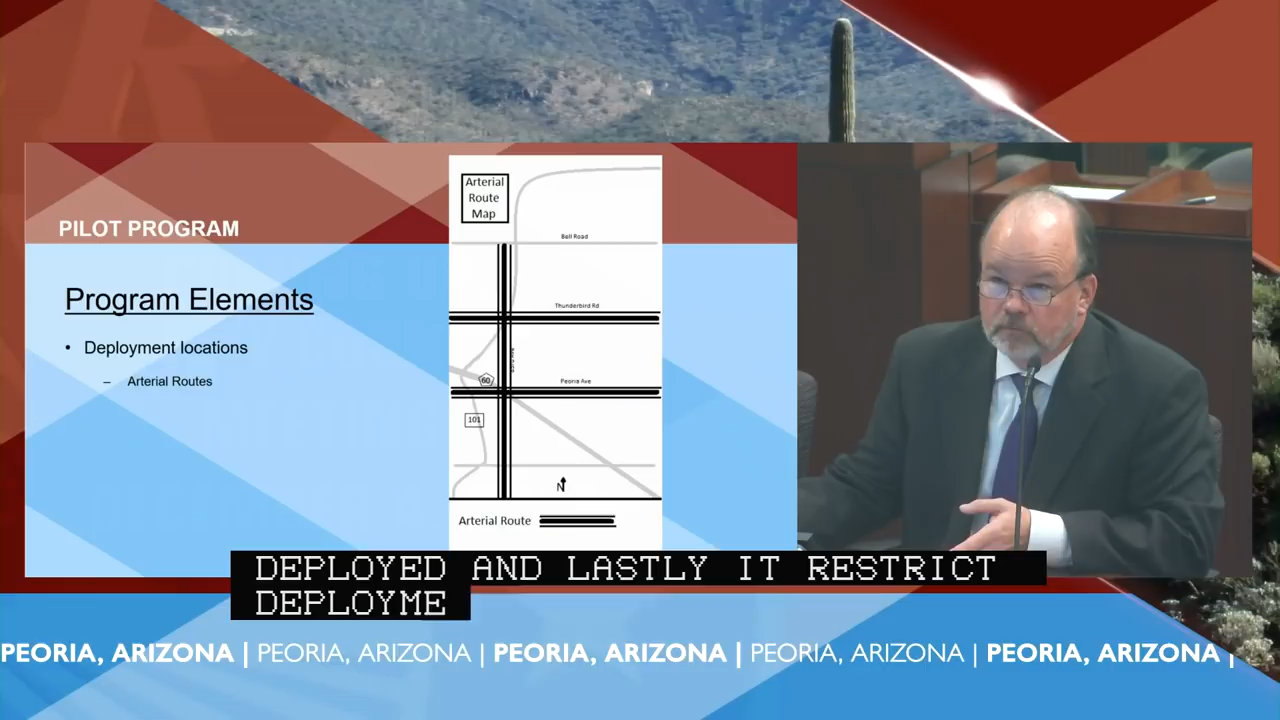 PILOT PROGRAM
Program Elements
• Deployment locations
– Arterial Routes
Arterial
Route
Map
Bell Road
Thunderbird Rd
60
Peoria Ave
101
N
Arterial Route
DEPLOYED AND LASTLY IT RESTRICT
DEPLOYME
PEORIA, ARIZONA | PEORIA, ARIZONA | PEORIA, ARIZONA | PEORIA, ARIZONA | PEORIA, ARIZONA |